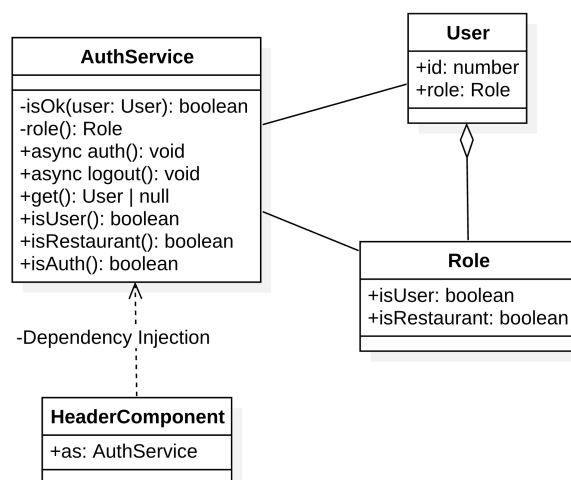 AuthService
-isOk(user: User): boolean
-role(): Role
+async auth(): void
+async logout(): void
+get(): User | null
+isUser(): boolean
+isRestaurant(): boolean
+isAuth(): boolean
User
+id: number
+role: Role
Role
+isUser: boolean
+isRestaurant: boolean
-Dependency Injection
HeaderComponent
+as: AuthService